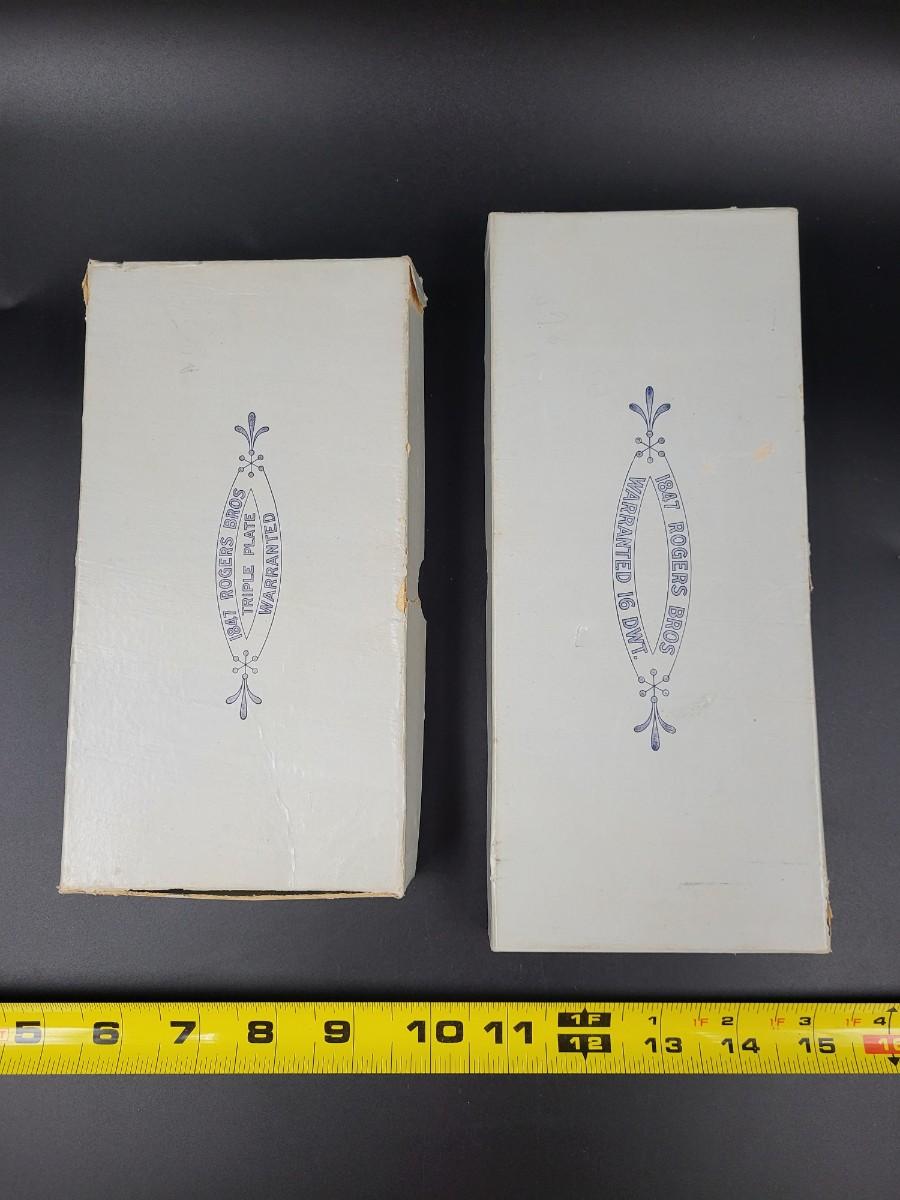 1847 ROGERS BROS
TRIPLE PLATE
WARRANTED
1847 ROGERS BROS
WARRANTED 16 DWT.
5 6 7 8 9 10 11 1F 1 1F 2 1F 3 1F 4
12 13 14 15 16